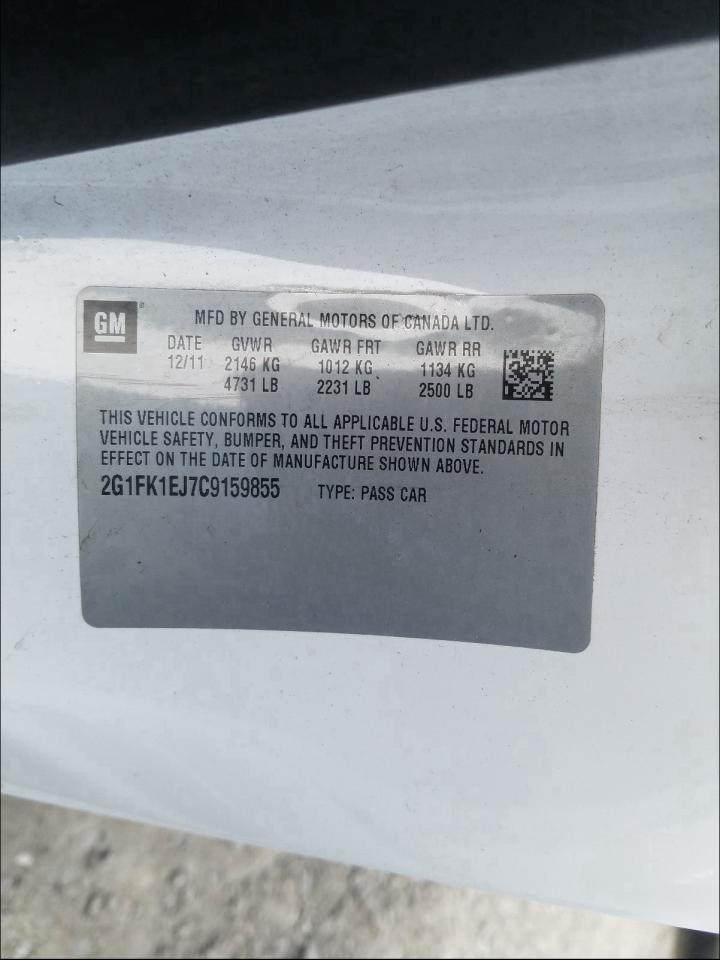 GM ®
MFD BY GENERAL MOTORS OF CANADA LTD.
DATE GVWR GAWR FRT GAWR RR
12/11 2146 KG 1012 KG 1134 KG
4731 LB 2231 LB 2500 LB
THIS VEHICLE CONFORMS TO ALL APPLICABLE U.S. FEDERAL MOTOR
VEHICLE SAFETY, BUMPER, AND THEFT PREVENTION STANDARDS IN
EFFECT ON THE DATE OF MANUFACTURE SHOWN ABOVE.
2G1FK1EJ7C9159855 TYPE: PASS CAR